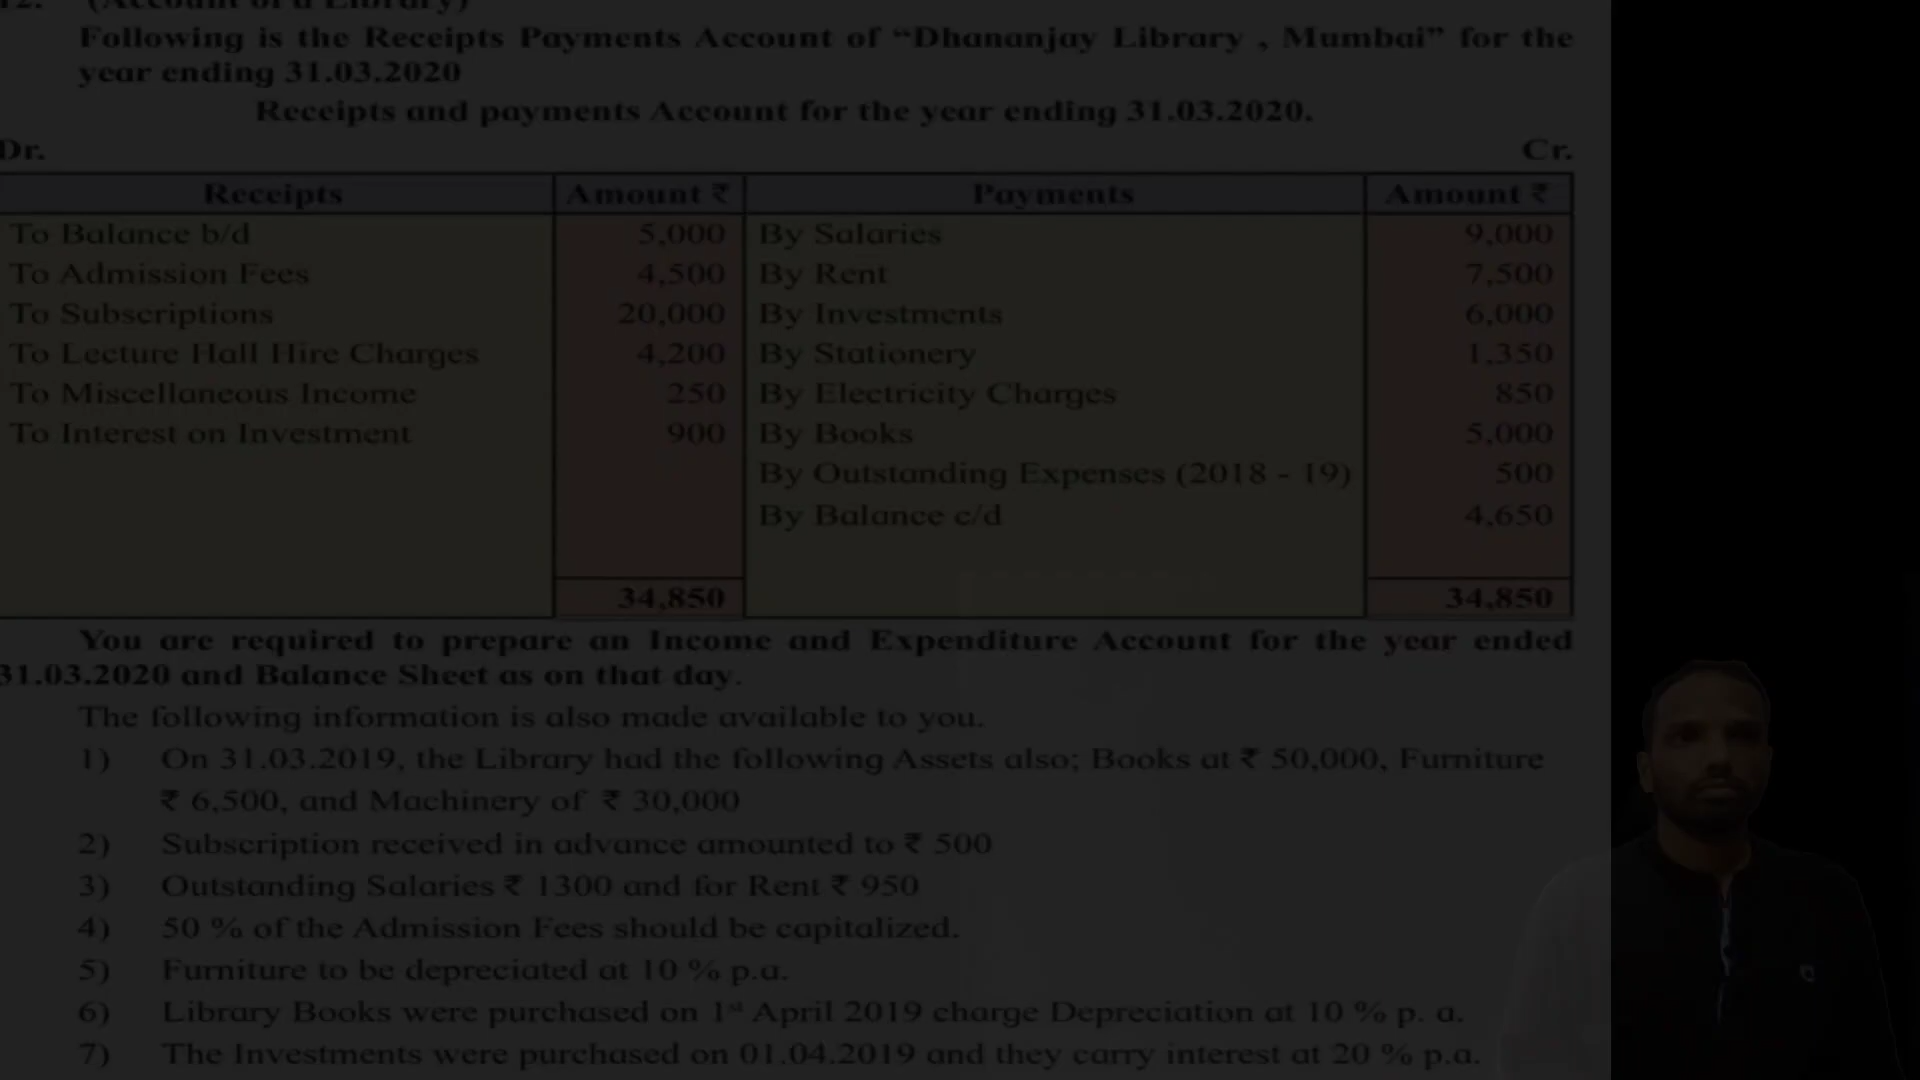 12. (Account of a Library)
Following is the Receipts Payments Account of “Dhananjay Library , Mumbai” for the
year ending 31.03.2020
Receipts and payments Account for the year ending 31.03.2020.
Dr. Cr.
Receipts Amount ₹ Payments Amount ₹
To Balance b/d 5,000 By Salaries 9,000
To Admission Fees 4,500 By Rent 7,500
To Subscriptions 20,000 By Investments 6,000
To Lecture Hall Hire Charges 4,200 By Stationery 1,350
To Miscellaneous Income 250 By Electricity Charges 850
To Interest on Investment 900 By Books 5,000
By Outstanding Expenses (2018 - 19) 500
By Balance c/d 4,650
34,850 34,850
You are required to prepare an Income and Expenditure Account for the year ended
31.03.2020 and Balance Sheet as on that day.
The following information is also made available to you.
1) On 31.03.2019, the Library had the following Assets also; Books at ₹ 50,000, Furniture
₹ 6,500, and Machinery of ₹ 30,000
2) Subscription received in advance amounted to ₹ 500
3) Outstanding Salaries ₹ 1300 and for Rent ₹ 950
4) 50 % of the Admission Fees should be capitalized.
5) Furniture to be depreciated at 10 % p.a.
6) Library Books were purchased on 1st April 2019 charge Depreciation at 10 % p. a.
7) The Investments were purchased on 01.04.2019 and they carry interest at 20 % p.a.